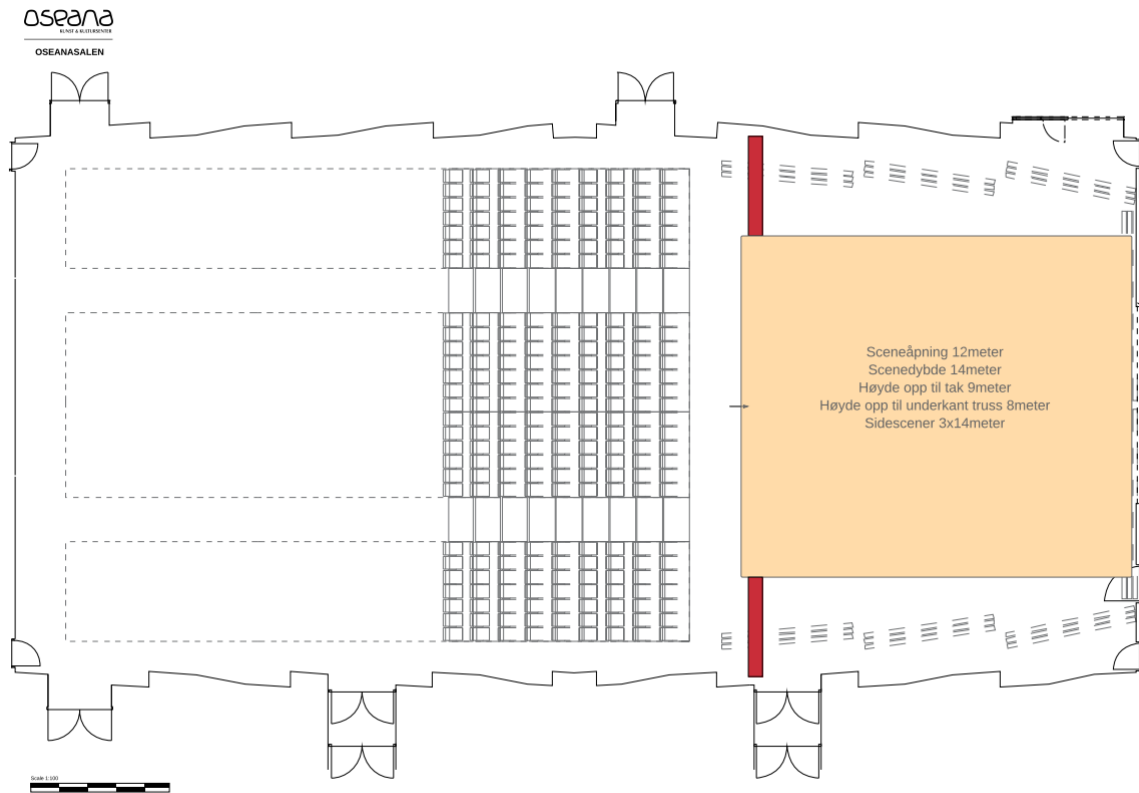 oseana
KUNST & KULTURSENTER
OSEANASALEN
Sceneåpning 12meter
Scenedybde 14meter
Høyde opp til tak 9meter
Høyde opp til underkant truss 8meter
Sidescener 3x14meter
Scale 1:100